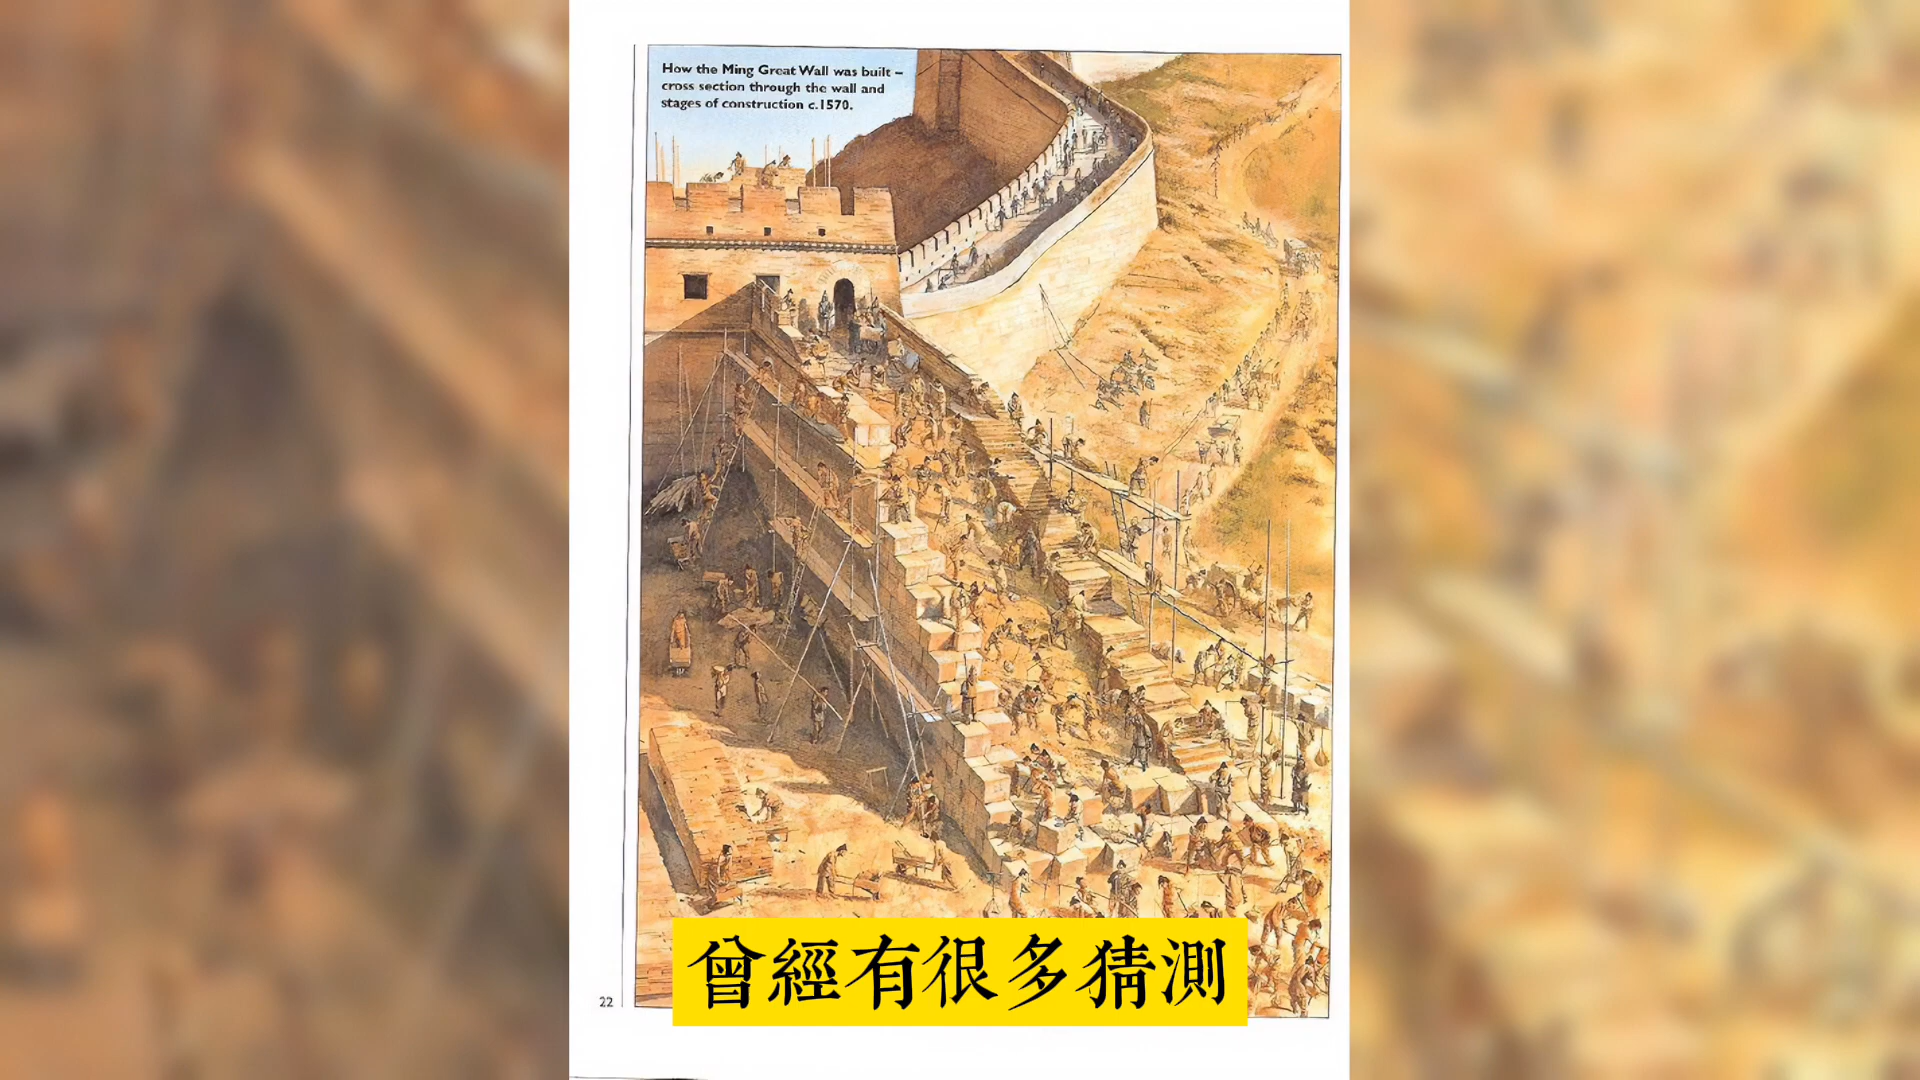 How the Ming Great Wall was built –
cross section through the wall and
stages of construction c.1570.
22
曾經有很多猜測